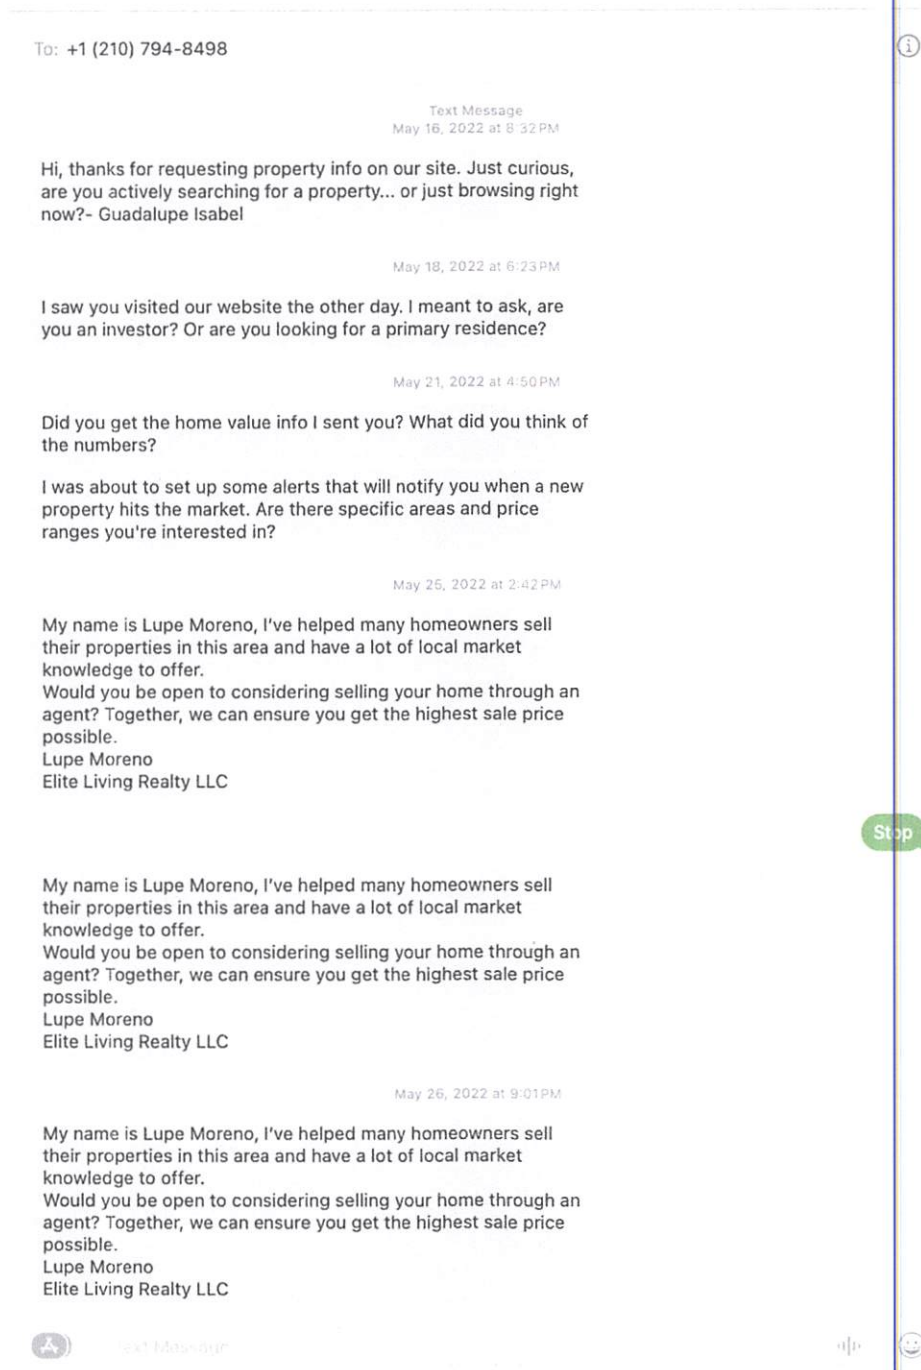 To: +1 (210) 794-8498
Text Message
May 16, 2022 at 8:32 PM
Hi, thanks for requesting property info on our site. Just curious,
are you actively searching for a property... or just browsing right
now?- Guadalupe Isabel
May 18, 2022 at 6:23 PM
I saw you visited our website the other day. I meant to ask, are
you an investor? Or are you looking for a primary residence?
May 21, 2022 at 4:50 PM
Did you get the home value info I sent you? What did you think of
the numbers?
I was about to set up some alerts that will notify you when a new
property hits the market. Are there specific areas and price
ranges you're interested in?
May 25, 2022 at 2:42 PM
My name is Lupe Moreno, I've helped many homeowners sell
their properties in this area and have a lot of local market
knowledge to offer.
Would you be open to considering selling your home through an
agent? Together, we can ensure you get the highest sale price
possible.
Lupe Moreno
Elite Living Realty LLC
Stop
My name is Lupe Moreno, I've helped many homeowners sell
their properties in this area and have a lot of local market
knowledge to offer.
Would you be open to considering selling your home through an
agent? Together, we can ensure you get the highest sale price
possible.
Lupe Moreno
Elite Living Realty LLC
May 26, 2022 at 9:01 PM
My name is Lupe Moreno, I've helped many homeowners sell
their properties in this area and have a lot of local market
knowledge to offer.
Would you be open to considering selling your home through an
agent? Together, we can ensure you get the highest sale price
possible.
Lupe Moreno
Elite Living Realty LLC
Text Message